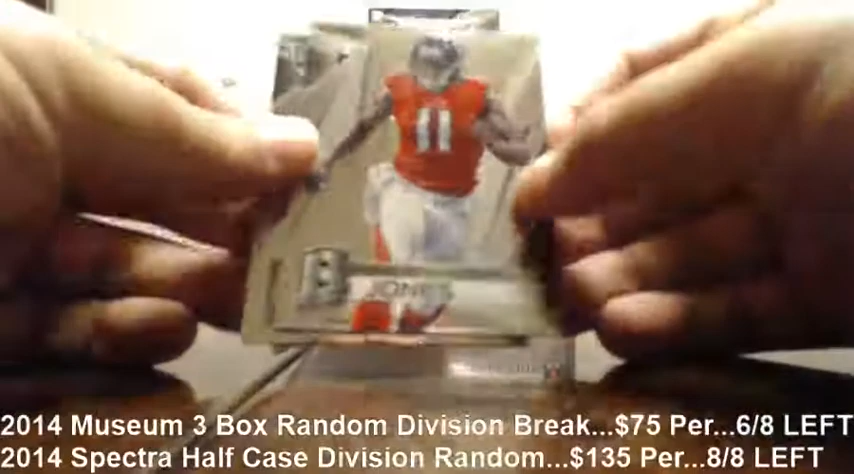 11
JONES
2014 Museum 3 Box Random Division Break...$75 Per...6/8 LEFT
2014 Spectra Half Case Division Random...$135 Per...8/8 LEFT